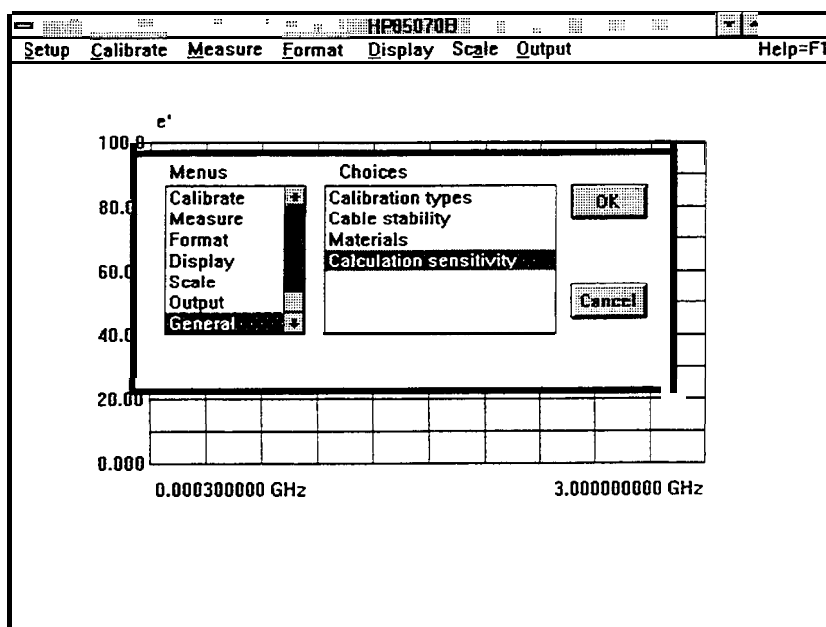 HP85070B
Setup Calibrate Measure Format Display Scale Output Help=F1
e'
100.0
80.0
60.0
40.0
20.00
0.000
0.000300000 GHz 3.000000000 GHz
Menus
Calibrate
Measure
Format
Display
Scale
Output
General
Choices
Calibration types
Cable stability
Materials
Calculation sensitivity
OK
Cancel